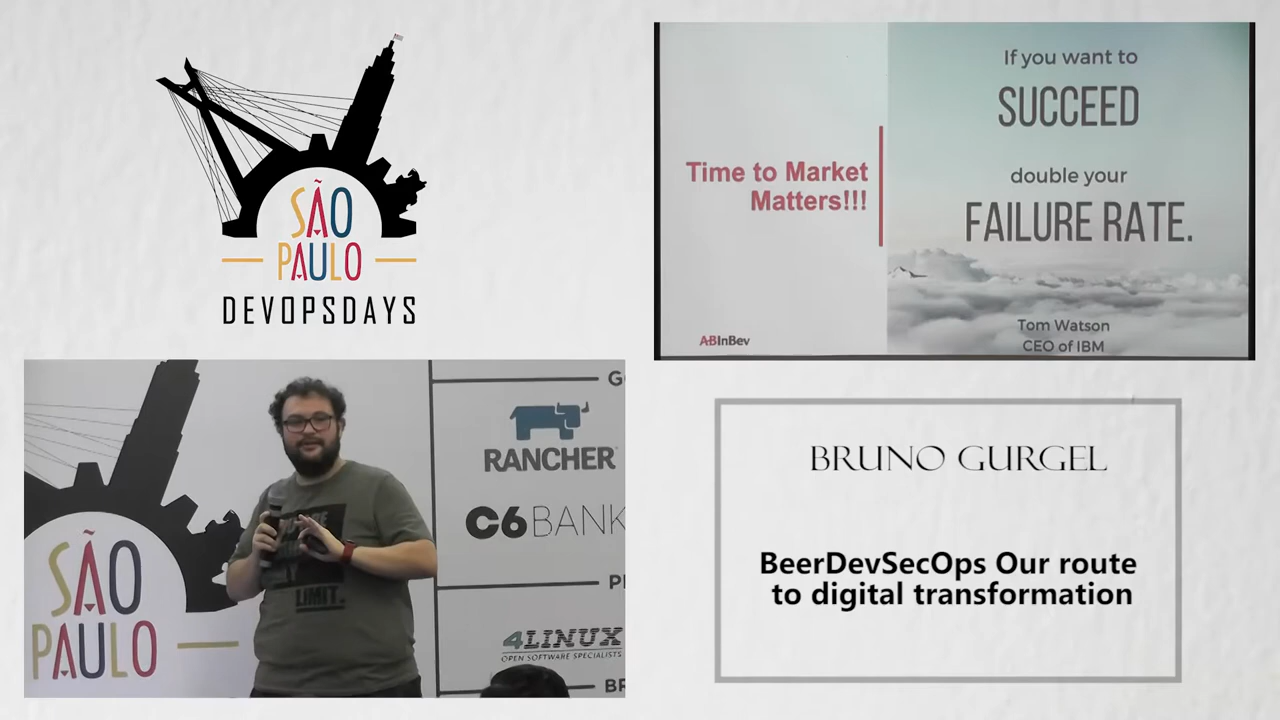 SÃO
PAULO
DEVOPSDAYS
Time to Market
Matters!!!
ABInBev
If you want to
SUCCEED
double your
FAILURE RATE.
Tom Watson
CEO of IBM
SÃO
PAULO
LIMIT.
RANCHER
C6BANK
4LINUX
OPEN SOFTWARE SPECIALISTS
BRUNO GURGEL
BeerDevSecOps Our route
to digital transformation